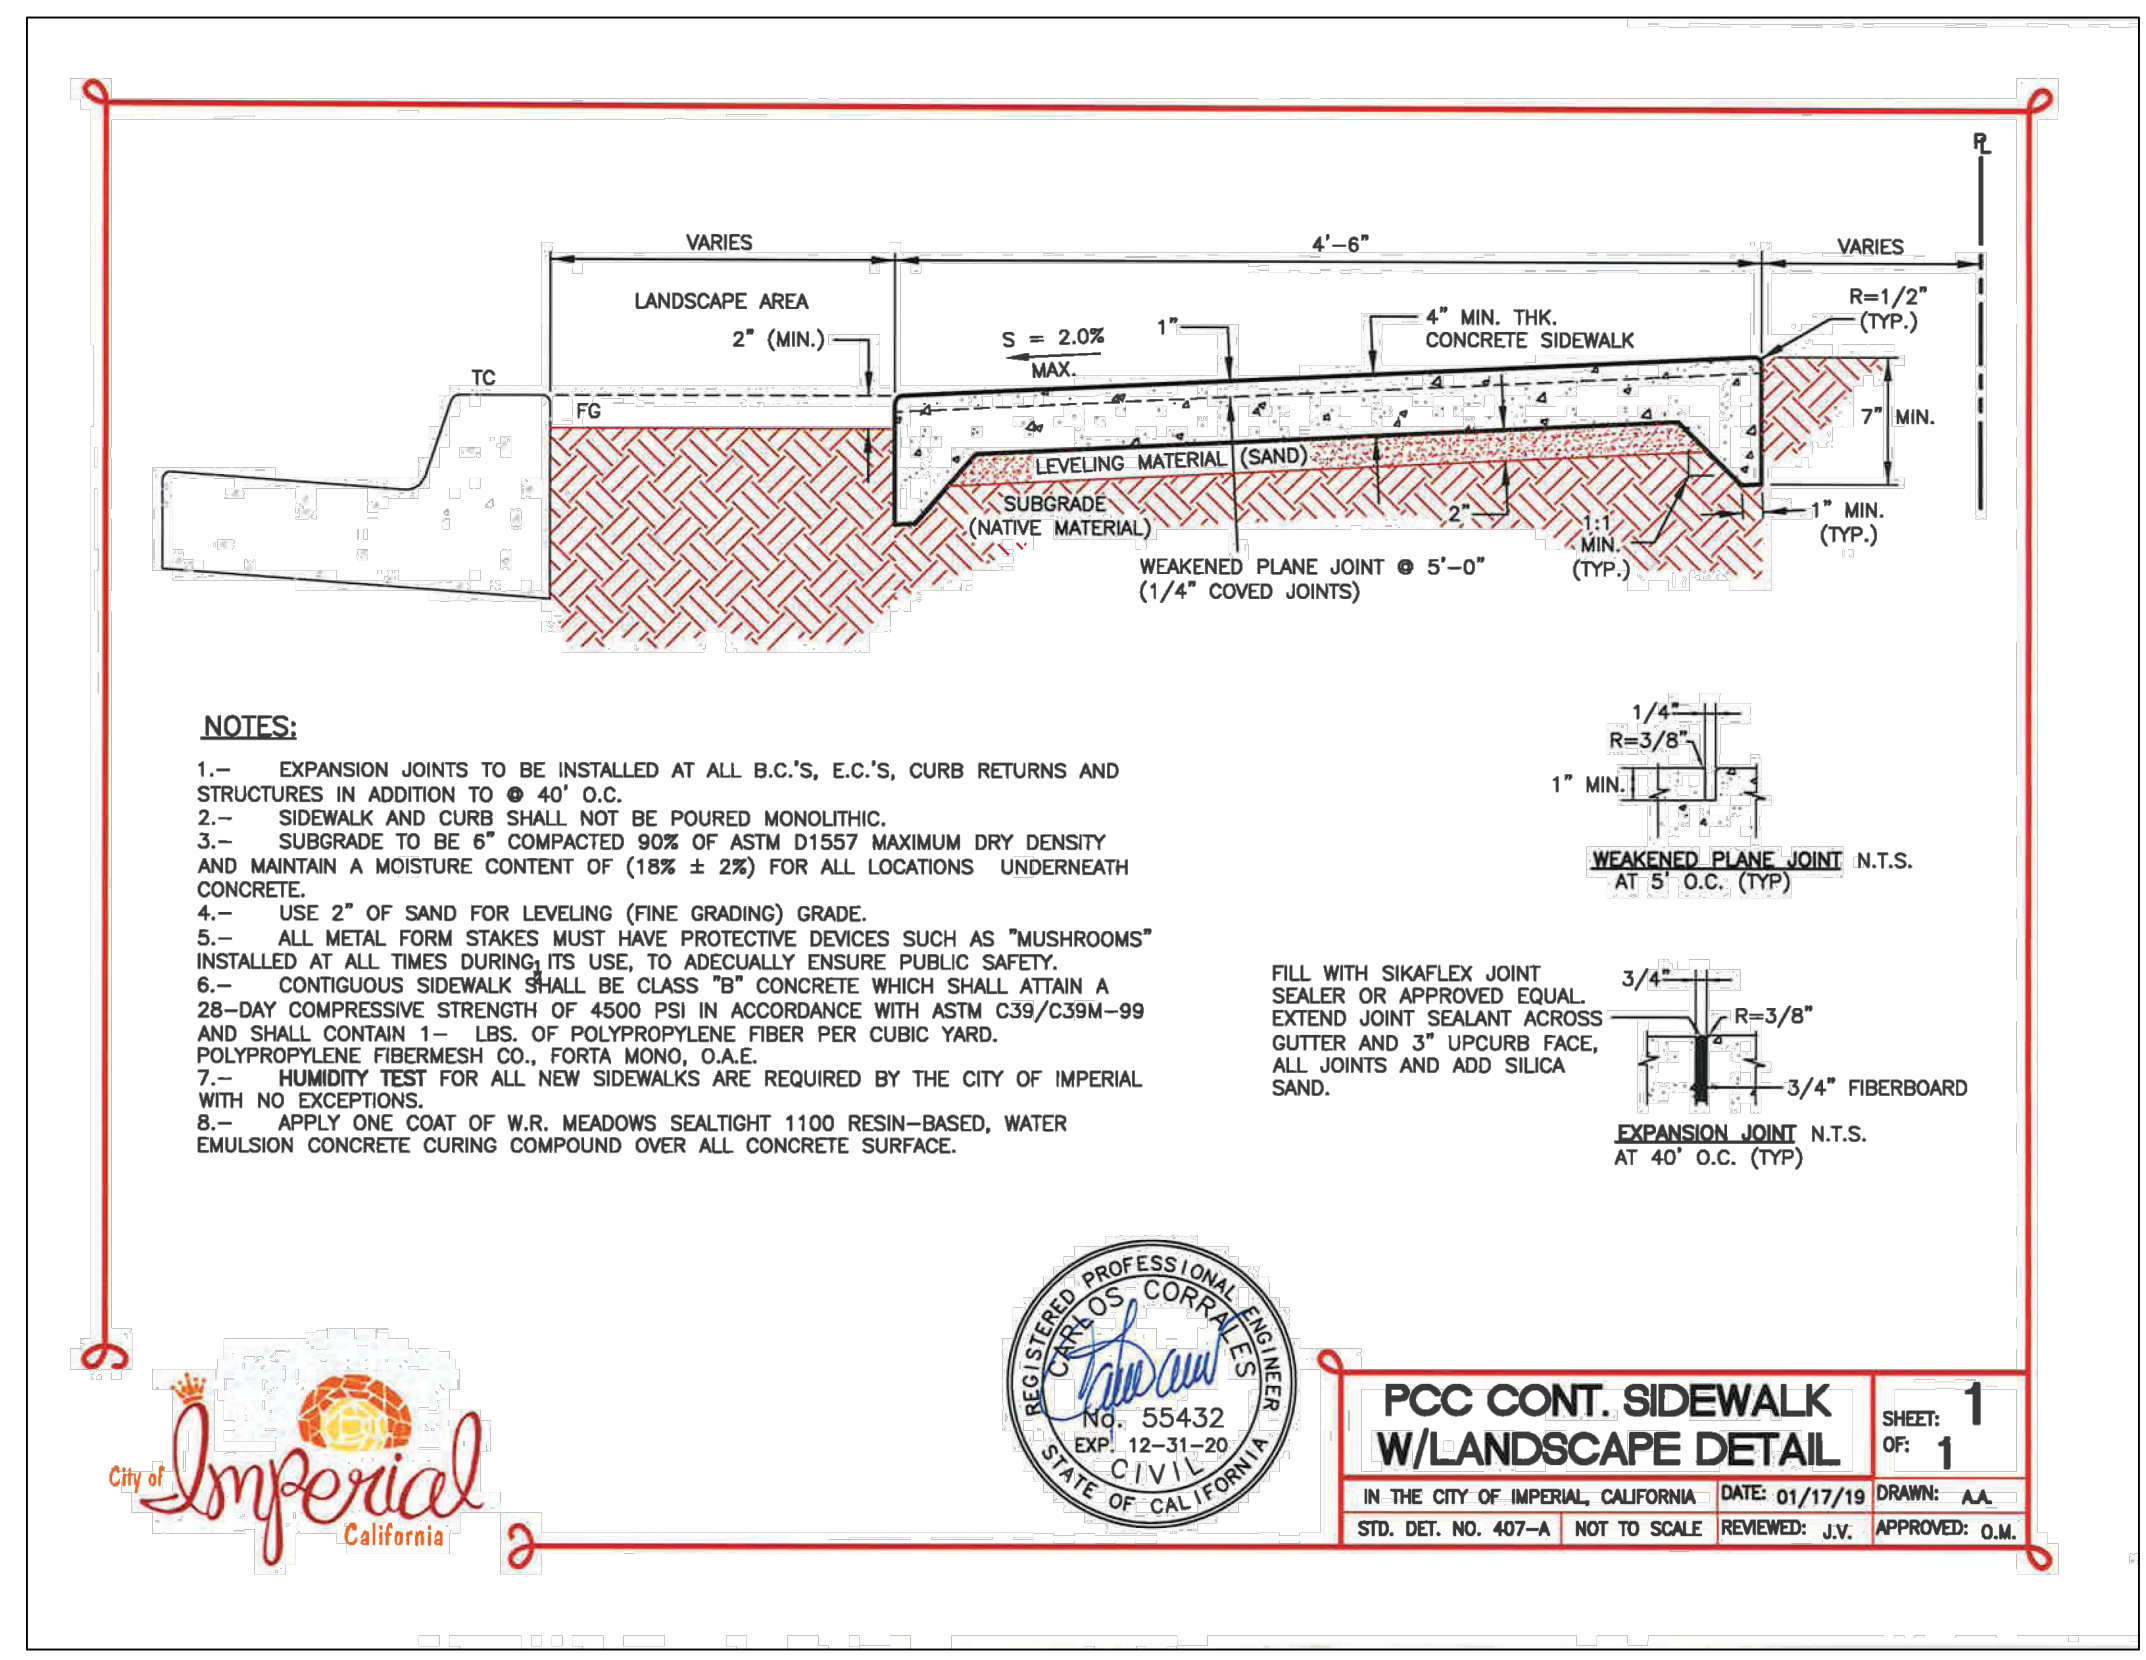 PL
VARIES
4'-6"
VARIES
LANDSCAPE AREA
2" (MIN.)
S = 2.0%
MAX.
1"
4" MIN. THK.
CONCRETE SIDEWALK
R=1/2"
(TYP.)
TC
FG
7" MIN.
LEVELING MATERIAL (SAND)
SUBGRADE
(NATIVE MATERIAL)
2"
1:1
MIN.
(TYP.)
1" MIN.
(TYP.)
WEAKENED PLANE JOINT @ 5'-0"
(1/4" COVED JOINTS)
NOTES:
1.- EXPANSION JOINTS TO BE INSTALLED AT ALL B.C.'S, E.C.'S, CURB RETURNS AND
STRUCTURES IN ADDITION TO @ 40' O.C.
2.- SIDEWALK AND CURB SHALL NOT BE POURED MONOLITHIC.
3.- SUBGRADE TO BE 6" COMPACTED 90% OF ASTM D1557 MAXIMUM DRY DENSITY
AND MAINTAIN A MOISTURE CONTENT OF (18% ± 2%) FOR ALL LOCATIONS UNDERNEATH
CONCRETE.
4.- USE 2" OF SAND FOR LEVELING (FINE GRADING) GRADE.
5.- ALL METAL FORM STAKES MUST HAVE PROTECTIVE DEVICES SUCH AS "MUSHROOMS"
INSTALLED AT ALL TIMES DURING ITS USE, TO ADECUALLY ENSURE PUBLIC SAFETY.
6.- CONTIGUOUS SIDEWALK SHALL BE CLASS "B" CONCRETE WHICH SHALL ATTAIN A
28-DAY COMPRESSIVE STRENGTH OF 4500 PSI IN ACCORDANCE WITH ASTM C39/C39M-99
AND SHALL CONTAIN 1- LBS. OF POLYPROPYLENE FIBER PER CUBIC YARD.
POLYPROPYLENE FIBERMESH CO., FORTA MONO, O.A.E.
7.- HUMIDITY TEST FOR ALL NEW SIDEWALKS ARE REQUIRED BY THE CITY OF IMPERIAL
WITH NO EXCEPTIONS.
8.- APPLY ONE COAT OF W.R. MEADOWS SEALTIGHT 1100 RESIN-BASED, WATER
EMULSION CONCRETE CURING COMPOUND OVER ALL CONCRETE SURFACE.
1/4"
R=3/8"
1" MIN.
WEAKENED PLANE JOINT N.T.S.
AT 5' O.C. (TYP)
FILL WITH SIKAFLEX JOINT
SEALER OR APPROVED EQUAL.
EXTEND JOINT SEALANT ACROSS
GUTTER AND 3" UPCURB FACE,
ALL JOINTS AND ADD SILICA
SAND.
3/4"
R=3/8"
3/4" FIBERBOARD
EXPANSION JOINT N.T.S.
AT 40' O.C. (TYP)
REGISTERED PROFESSIONAL ENGINEER
CARLOS CORRALES
No. 55432
EXP. 12-31-20
CIVIL
STATE OF CALIFORNIA
City of
Imperial
California
PCC CONT. SIDEWALK
W/LANDSCAPE DETAIL
SHEET: 1
OF: 1
IN THE CITY OF IMPERIAL, CALIFORNIA
DATE: 01/17/19
DRAWN: A.A.
STD. DET. NO. 407-A
NOT TO SCALE
REVIEWED: J.V.
APPROVED: O.M.